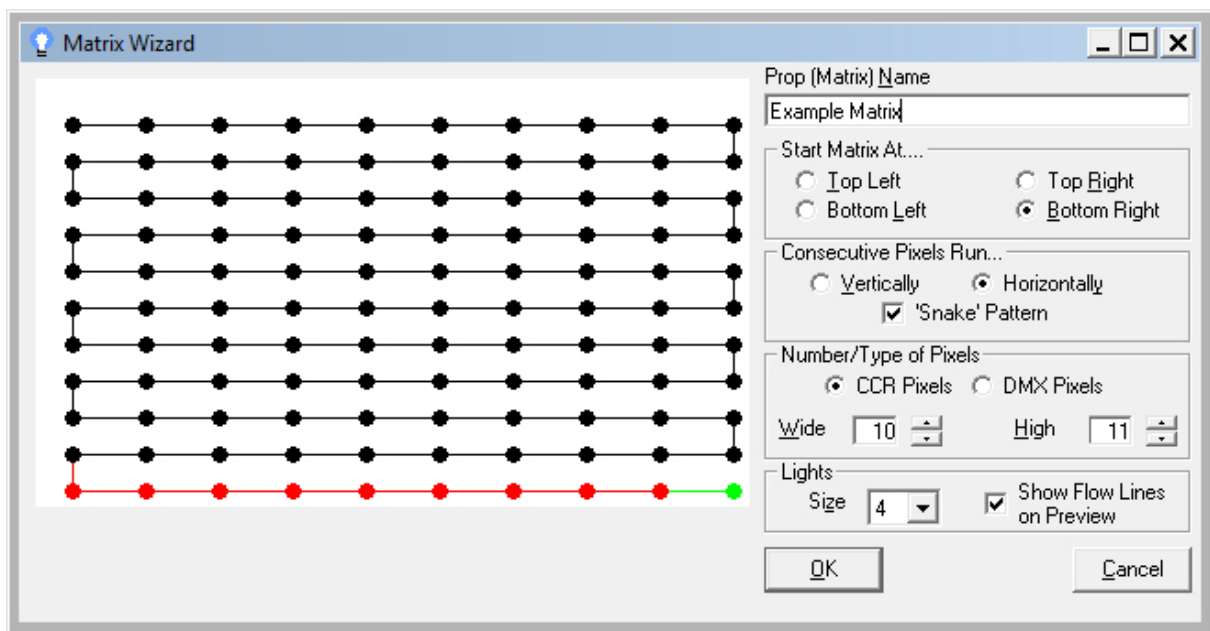 Matrix Wizard
Prop (Matrix) Name
Example Matrix
Start Matrix At....
Top Left
Top Right
Bottom Left
Bottom Right
Consecutive Pixels Run...
Vertically
Horizontally
'Snake' Pattern
Number/Type of Pixels
CCR Pixels
DMX Pixels
Wide 10
High 11
Lights
Size 4
Show Flow Lines
on Preview
OK
Cancel